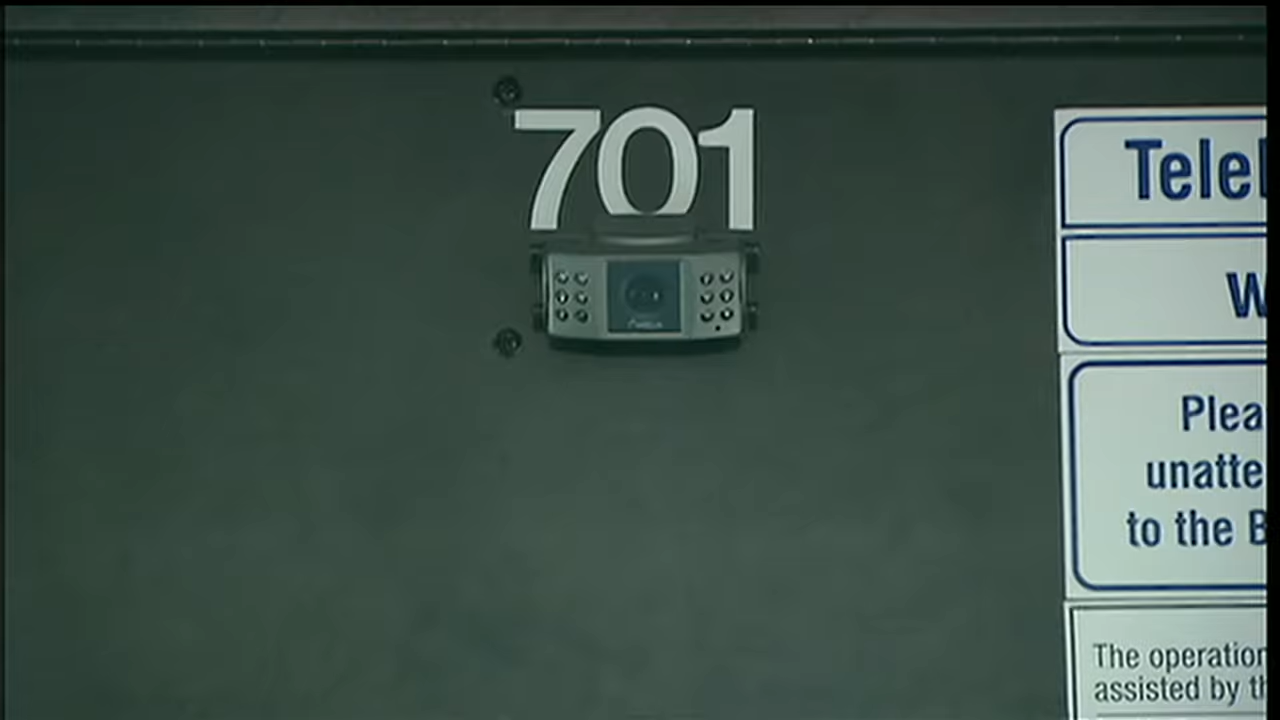 701
Tele
W
Plea
unatte
to the B
The operation
assisted by th